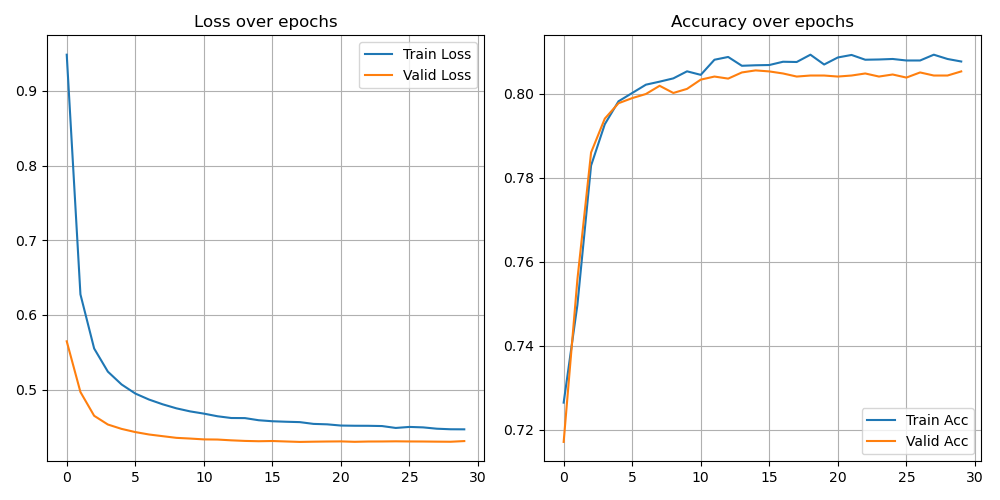 Loss over epochs
Train Loss
Valid Loss
0.9
0.8
0.7
0.6
0.5
0 5 10 15 20 25 30
Accuracy over epochs
0.80
0.78
0.76
0.74
0.72
Train Acc
Valid Acc
0 5 10 15 20 25 30